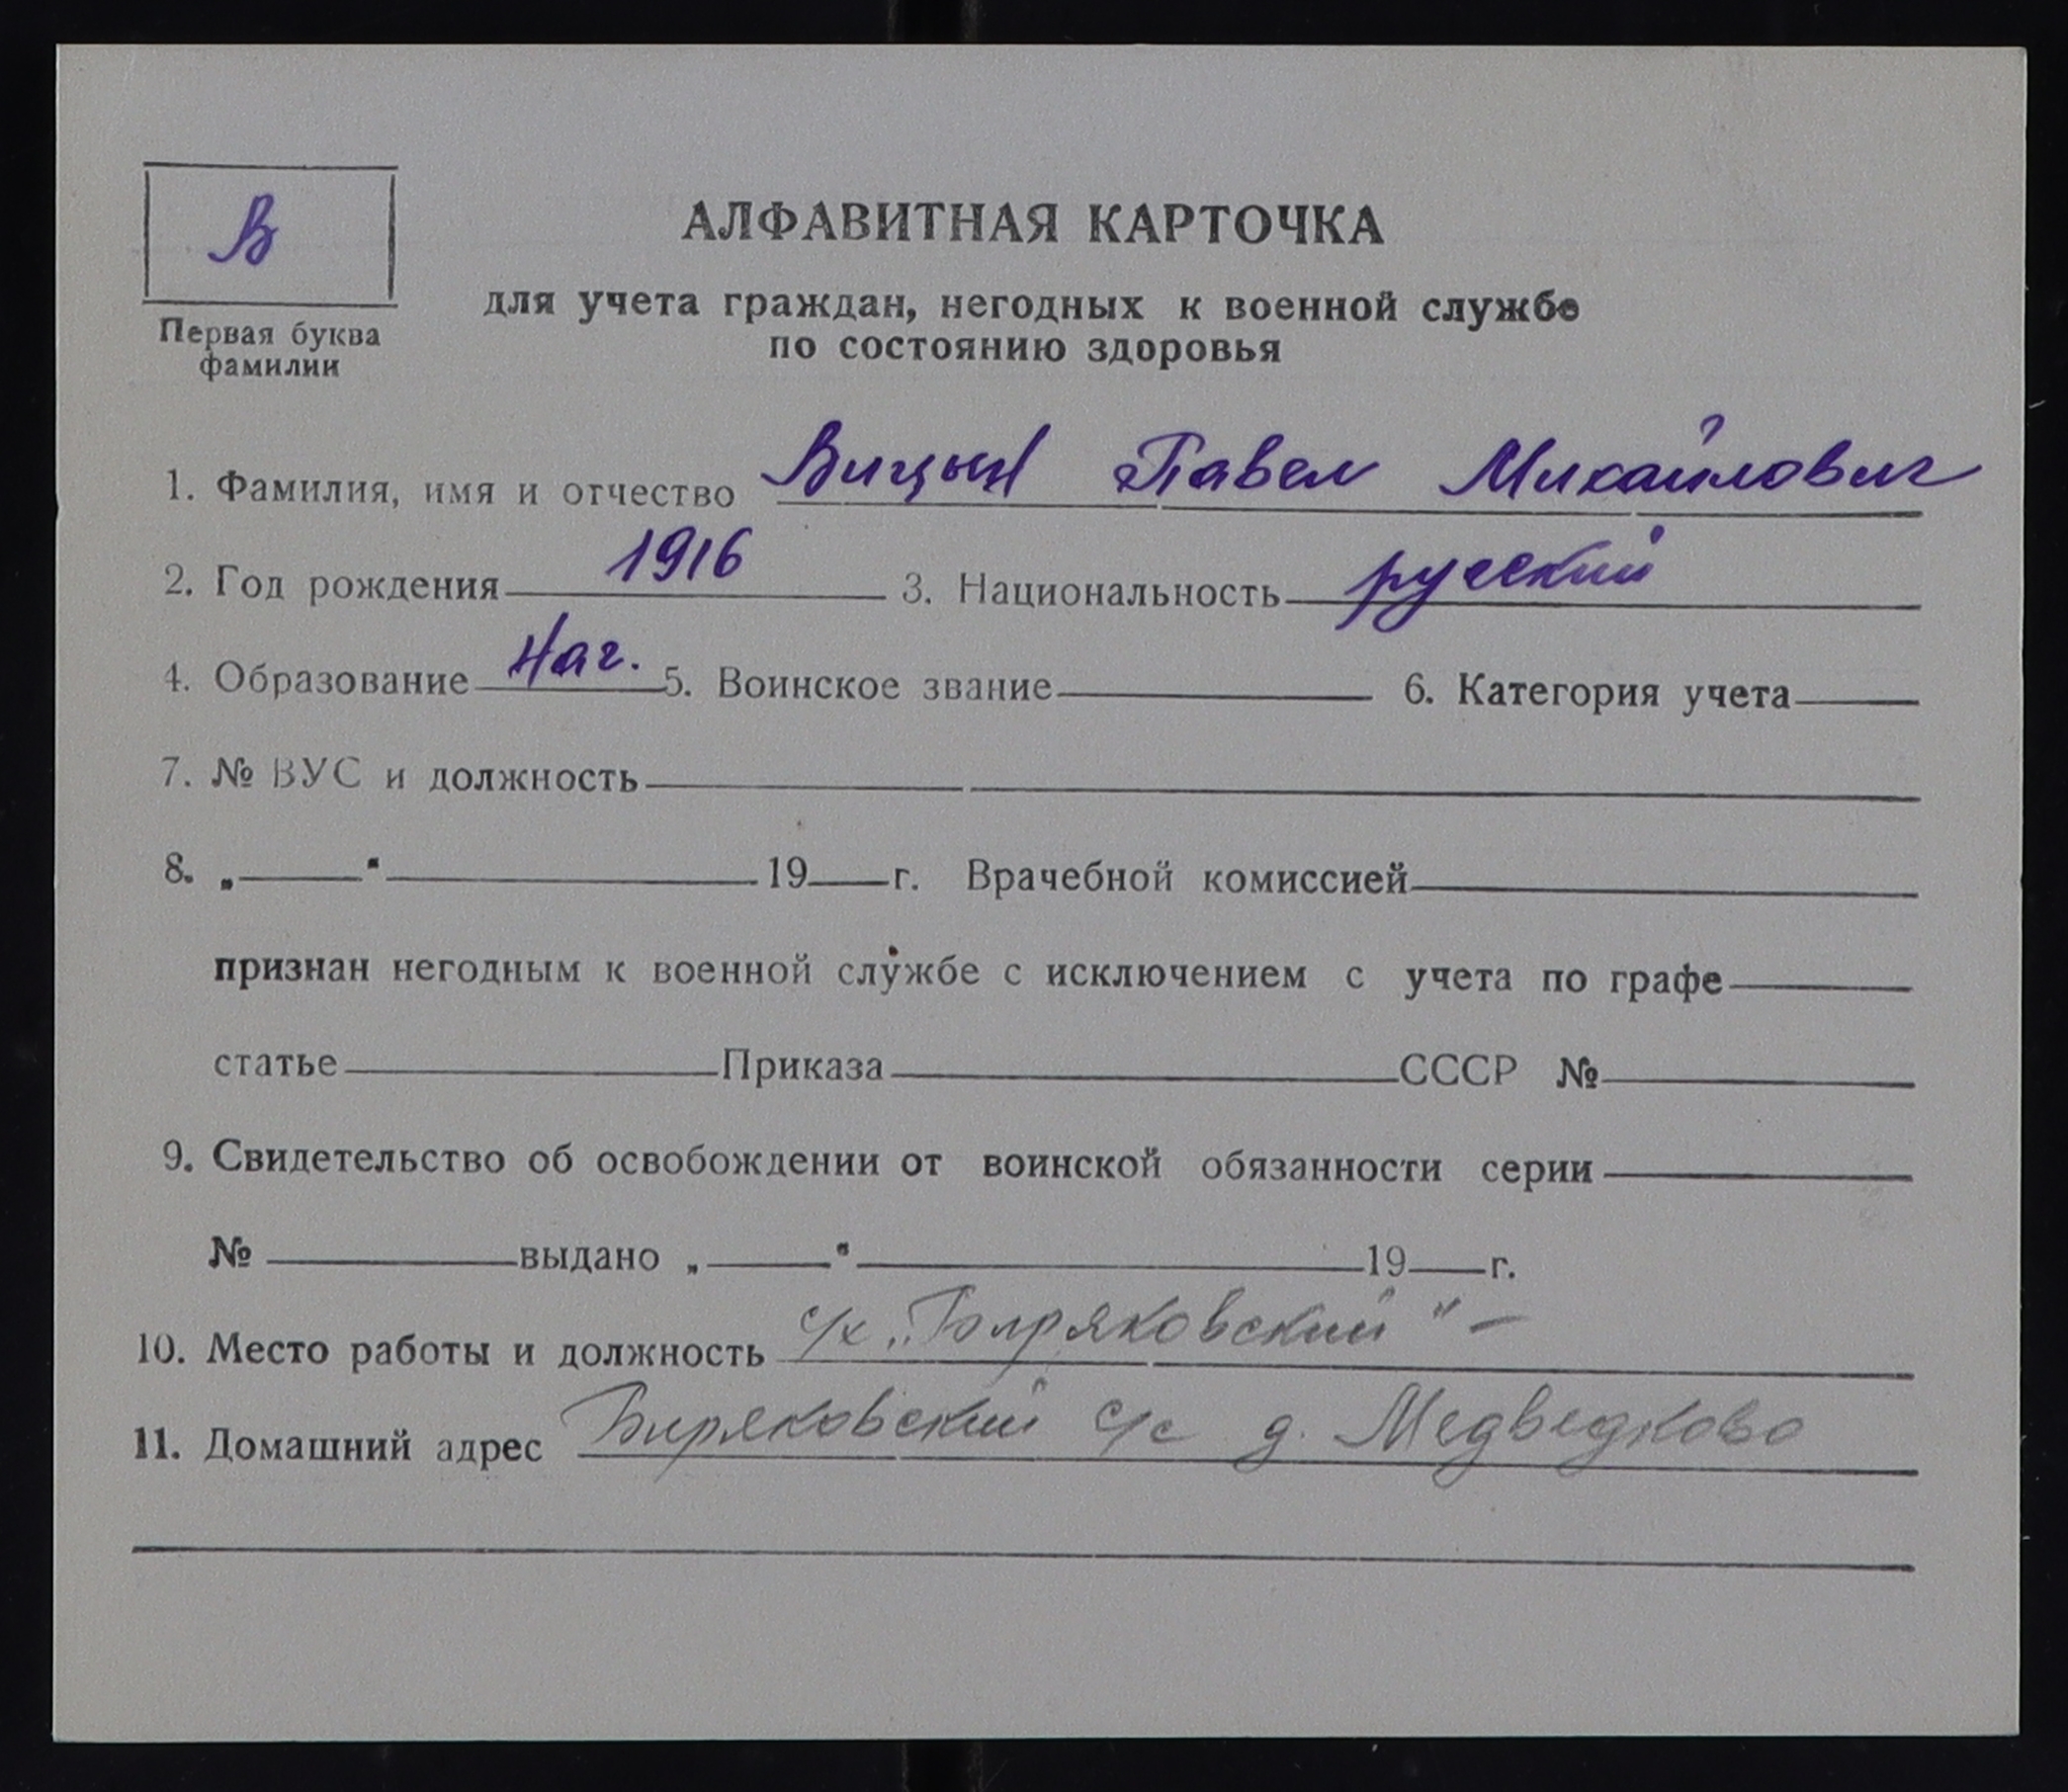 В
Первая буква
фамилии
АЛФАВИТНАЯ КАРТОЧКА
для учета граждан, негодных к военной службе
по состоянию здоровья
1. Фамилия, имя и отчество Вицын Павел Михайлович
2. Год рождения 1916 3. Национальность русский
4. Образование Нач. 5. Воинское звание 6. Категория учета
7. № ВУС и должность
8. „ " 19 г. Врачебной комиссией
признан негодным к военной службе с исключением с учета по графе
статье Приказа СССР №
9. Свидетельство об освобождении от воинской обязанности серии
№ выдано „ " 19 г.
10. Место работы и должность с/х „Биряковский" –
11. Домашний адрес Биряковский с/с д. Медведково